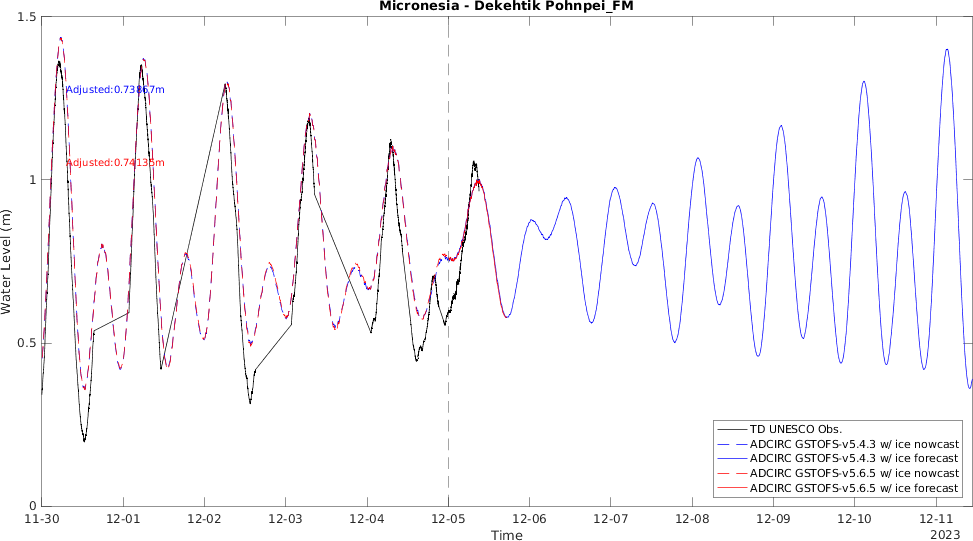 Micronesia - Dekehtik Pohnpei_FM
1.5
1
0.5
0
Water Level (m)
Adjusted:0.73867m
Adjusted:0.74135m
TD UNESCO Obs.
ADCIRC GSTOFS-v5.4.3 w/ ice nowcast
ADCIRC GSTOFS-v5.4.3 w/ ice forecast
ADCIRC GSTOFS-v5.6.5 w/ ice nowcast
ADCIRC GSTOFS-v5.6.5 w/ ice forecast
11-30 12-01 12-02 12-03 12-04 12-05 12-06 12-07 12-08 12-09 12-10 12-11
Time 2023